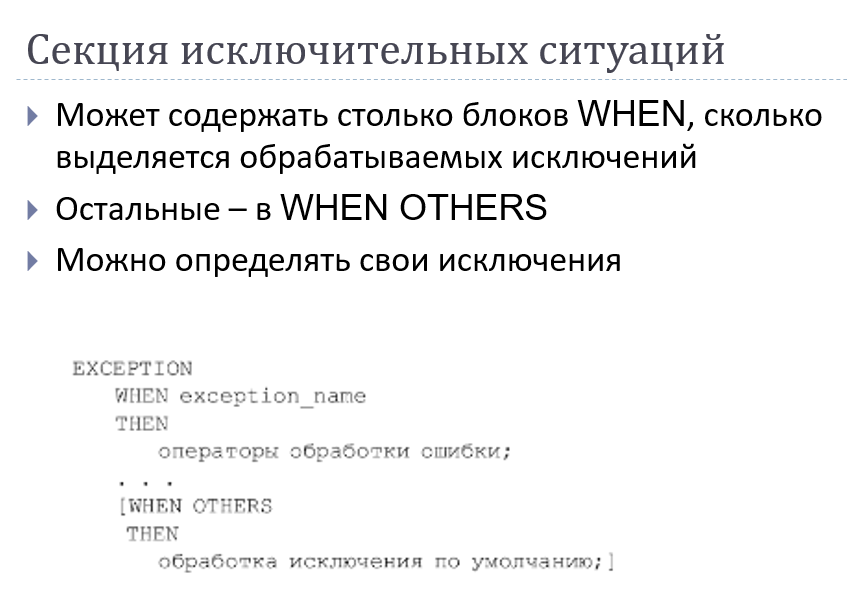 Секция исключительных ситуаций
Может содержать столько блоков WHEN, сколько
выделяется обрабатываемых исключений
Остальные – в WHEN OTHERS
Можно определять свои исключения
EXCEPTION
WHEN exception_name
THEN
операторы обработки ошибки;
. . .
[WHEN OTHERS
THEN
обработка исключения по умолчанию;]